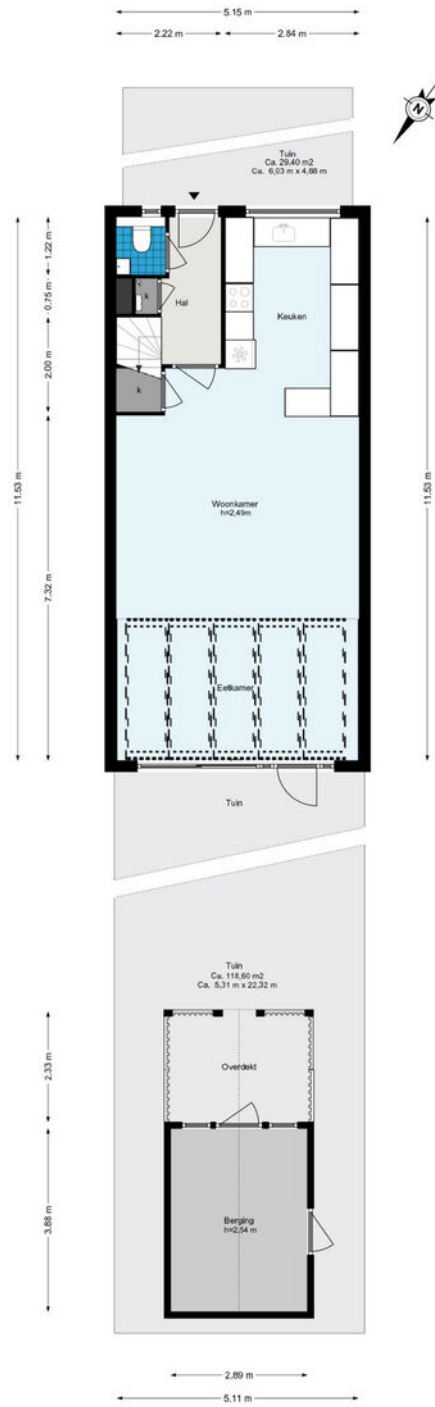 5.15 m
2.22 m
2.84 m
N
Tuin
Ca. 29,40 m2
Ca. 6,03 m x 4,88 m
1.22 m
0.75 m
2.00 m
7.32 m
11.53 m
11.53 m
k
Hal
Keuken
k
Woonkamer
h=2,49m
Eetkamer
Tuin
Tuin
Ca. 118,60 m2
Ca. 5,31 m x 22,32 m
2.33 m
Overdekt
3.88 m
Berging
h=2,54 m
2.89 m
5.11 m